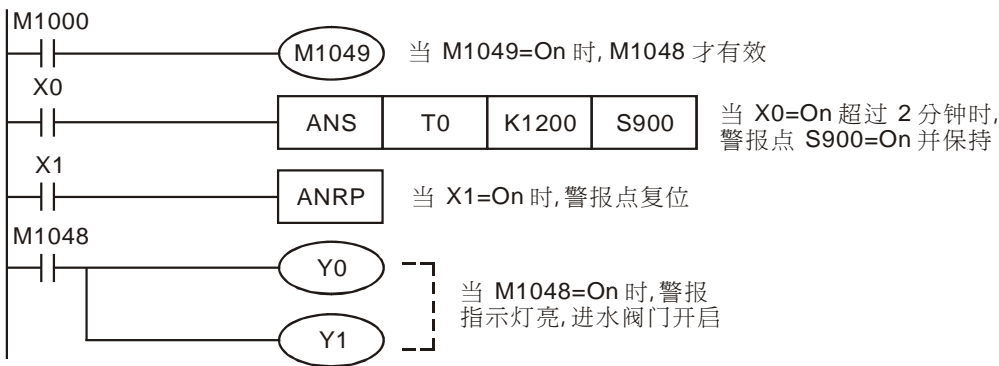 M1000
M1049 当 M1049=On 时, M1048 才有效
X0
ANS T0 K1200 S900 当 X0=On 超过 2 分钟时,
警报点 S900=On 并保持
X1
ANRP 当 X1=On 时, 警报点复位
M1048
Y0
当 M1048=On 时, 警报
指示灯亮, 进水阀门开启
Y1